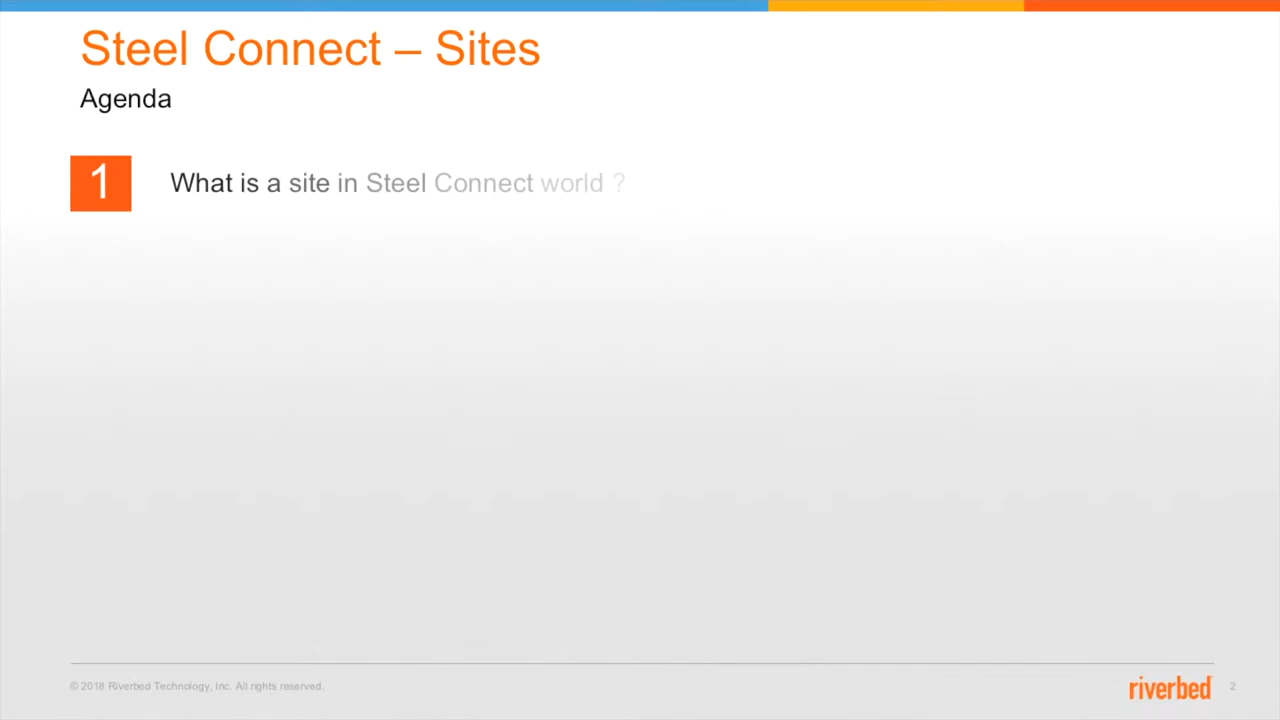 Steel Connect – Sites
Agenda
1
What is a site in Steel Connect world ?
© 2018 Riverbed Technology, Inc. All rights reserved.
riverbed
2